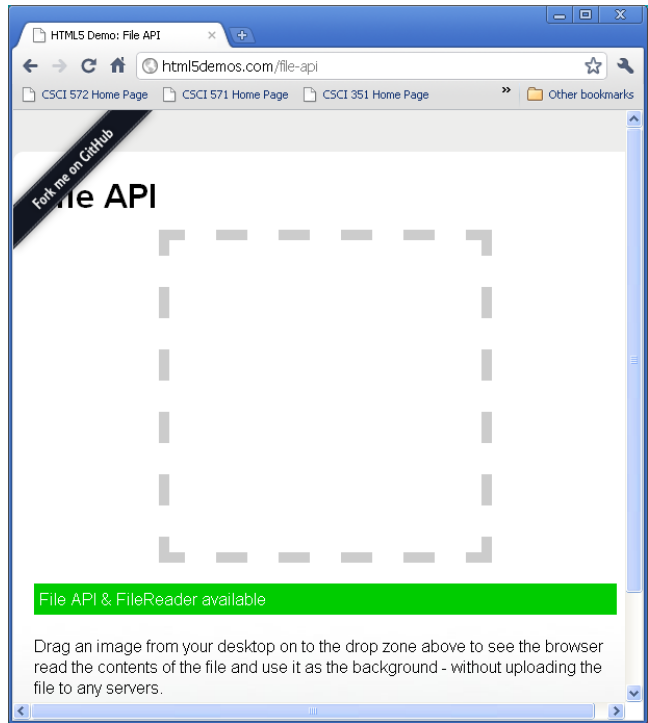 HTML5 Demo: File API
html5demos.com/file-api
CSCI 572 Home Page CSCI 571 Home Page CSCI 351 Home Page » Other bookmarks
Fork me on GitHub
File API
File API & FileReader available
Drag an image from your desktop on to the drop zone above to see the browser
read the contents of the file and use it as the background - without uploading the
file to any servers.